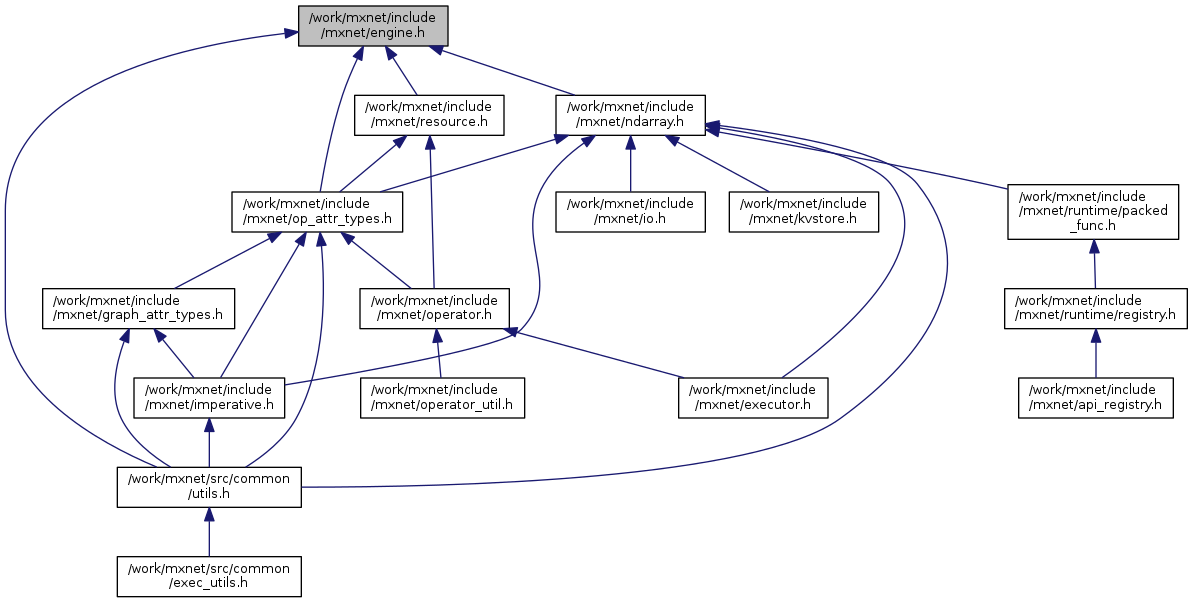 /work/mxnet/include
/mxnet/engine.h
/work/mxnet/include
/mxnet/resource.h
/work/mxnet/include
/mxnet/ndarray.h
/work/mxnet/include
/mxnet/op_attr_types.h
/work/mxnet/include
/mxnet/io.h
/work/mxnet/include
/mxnet/kvstore.h
/work/mxnet/include
/mxnet/runtime/packed
_func.h
/work/mxnet/include
/mxnet/graph_attr_types.h
/work/mxnet/include
/mxnet/operator.h
/work/mxnet/include
/mxnet/runtime/registry.h
/work/mxnet/include
/mxnet/imperative.h
/work/mxnet/include
/mxnet/operator_util.h
/work/mxnet/include
/mxnet/executor.h
/work/mxnet/include
/mxnet/api_registry.h
/work/mxnet/src/common
/utils.h
/work/mxnet/src/common
/exec_utils.h